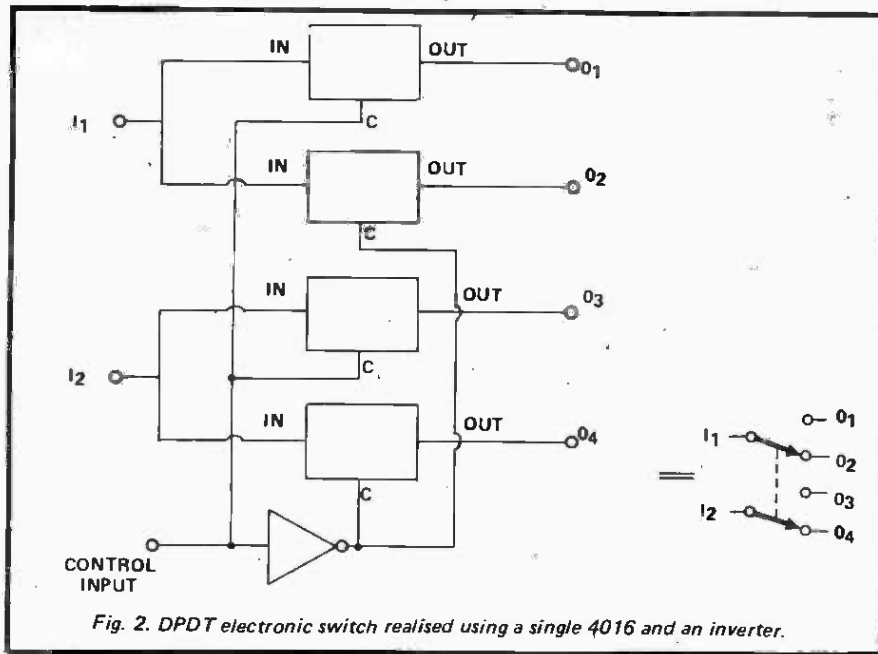 IN OUT O1
I1 C
IN OUT O2
C
IN OUT O3
C
I2
IN OUT O4
C
CONTROL
INPUT
O1
I1
O2
O3
I2
O4
=
Fig. 2. DPDT electronic switch realised using a single 4016 and an inverter.